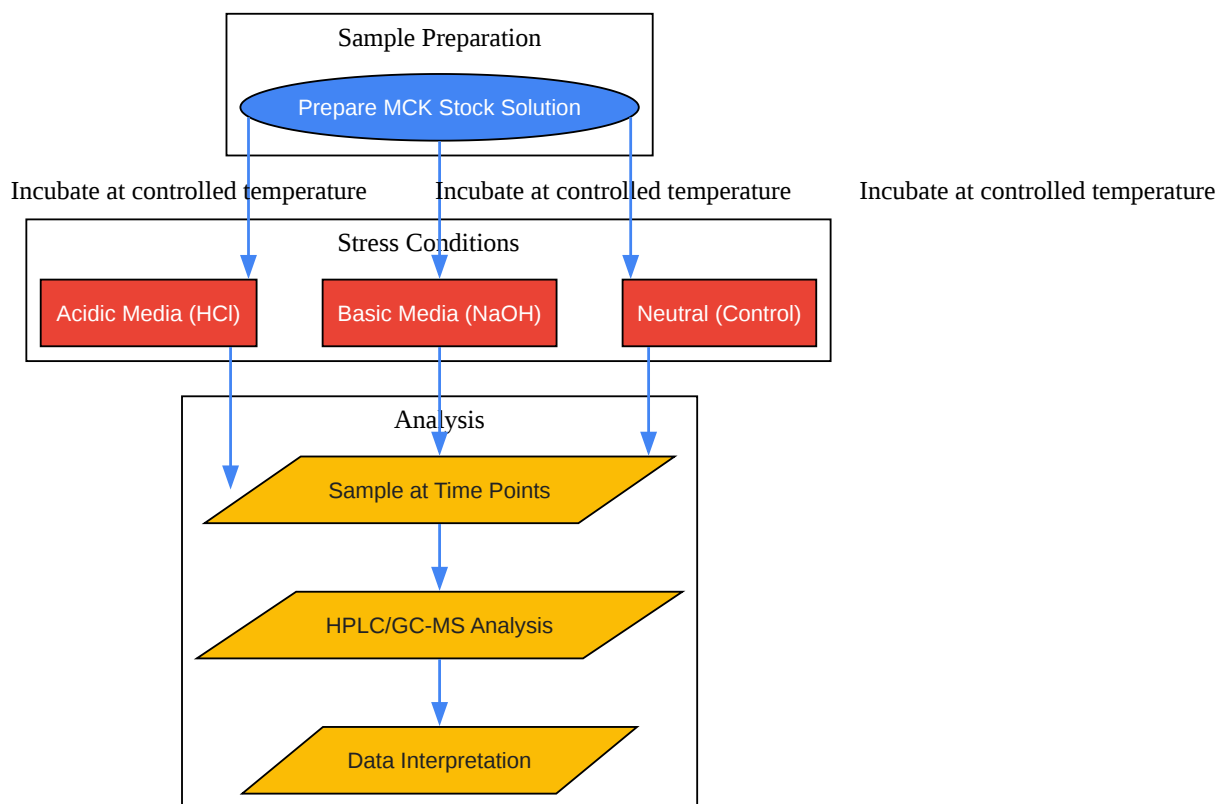 Sample Preparation
Prepare MCK Stock Solution
Incubate at controlled temperature
Incubate at controlled temperature
Incubate at controlled temperature
Stress Conditions
Acidic Media (HCl)
Basic Media (NaOH)
Neutral (Control)
Analysis
Sample at Time Points
HPLC/GC-MS Analysis
Data Interpretation